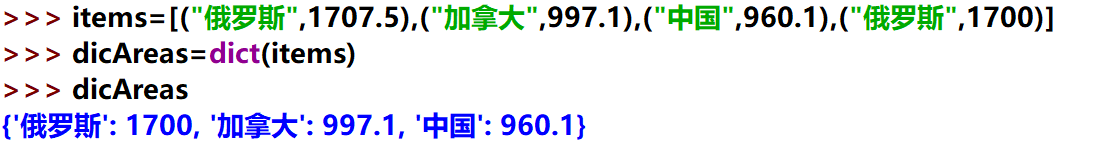 >>> items=[("俄罗斯",1707.5),("加拿大",997.1),("中国",960.1),("俄罗斯",1700)]
>>> dicAreas=dict(items)
>>> dicAreas
{'俄罗斯': 1700, '加拿大': 997.1, '中国': 960.1}